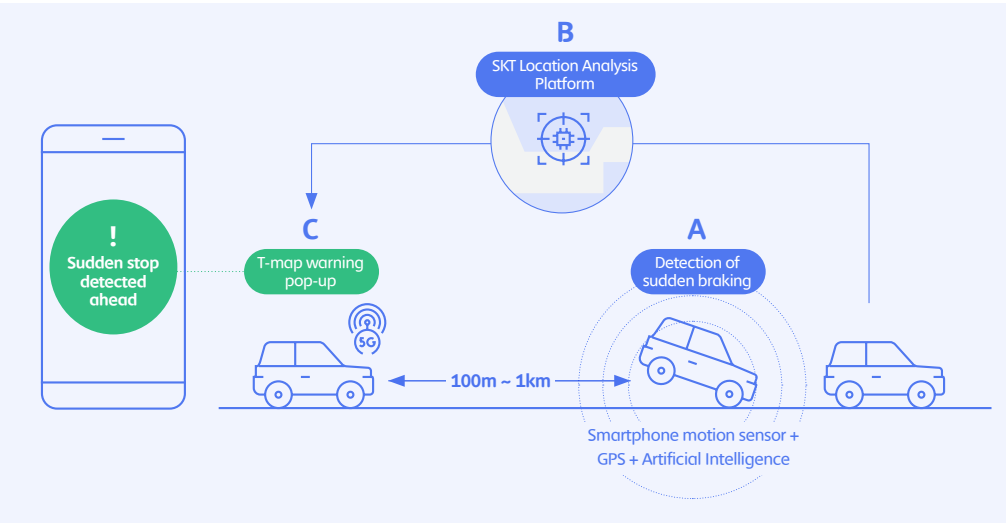 B
SKT Location Analysis
Platform
!
Sudden stop
detected
ahead
C
T-map warning
pop-up
A
Detection of
sudden braking
5G
100m ~ 1km
Smartphone motion sensor +
GPS + Artificial Intelligence